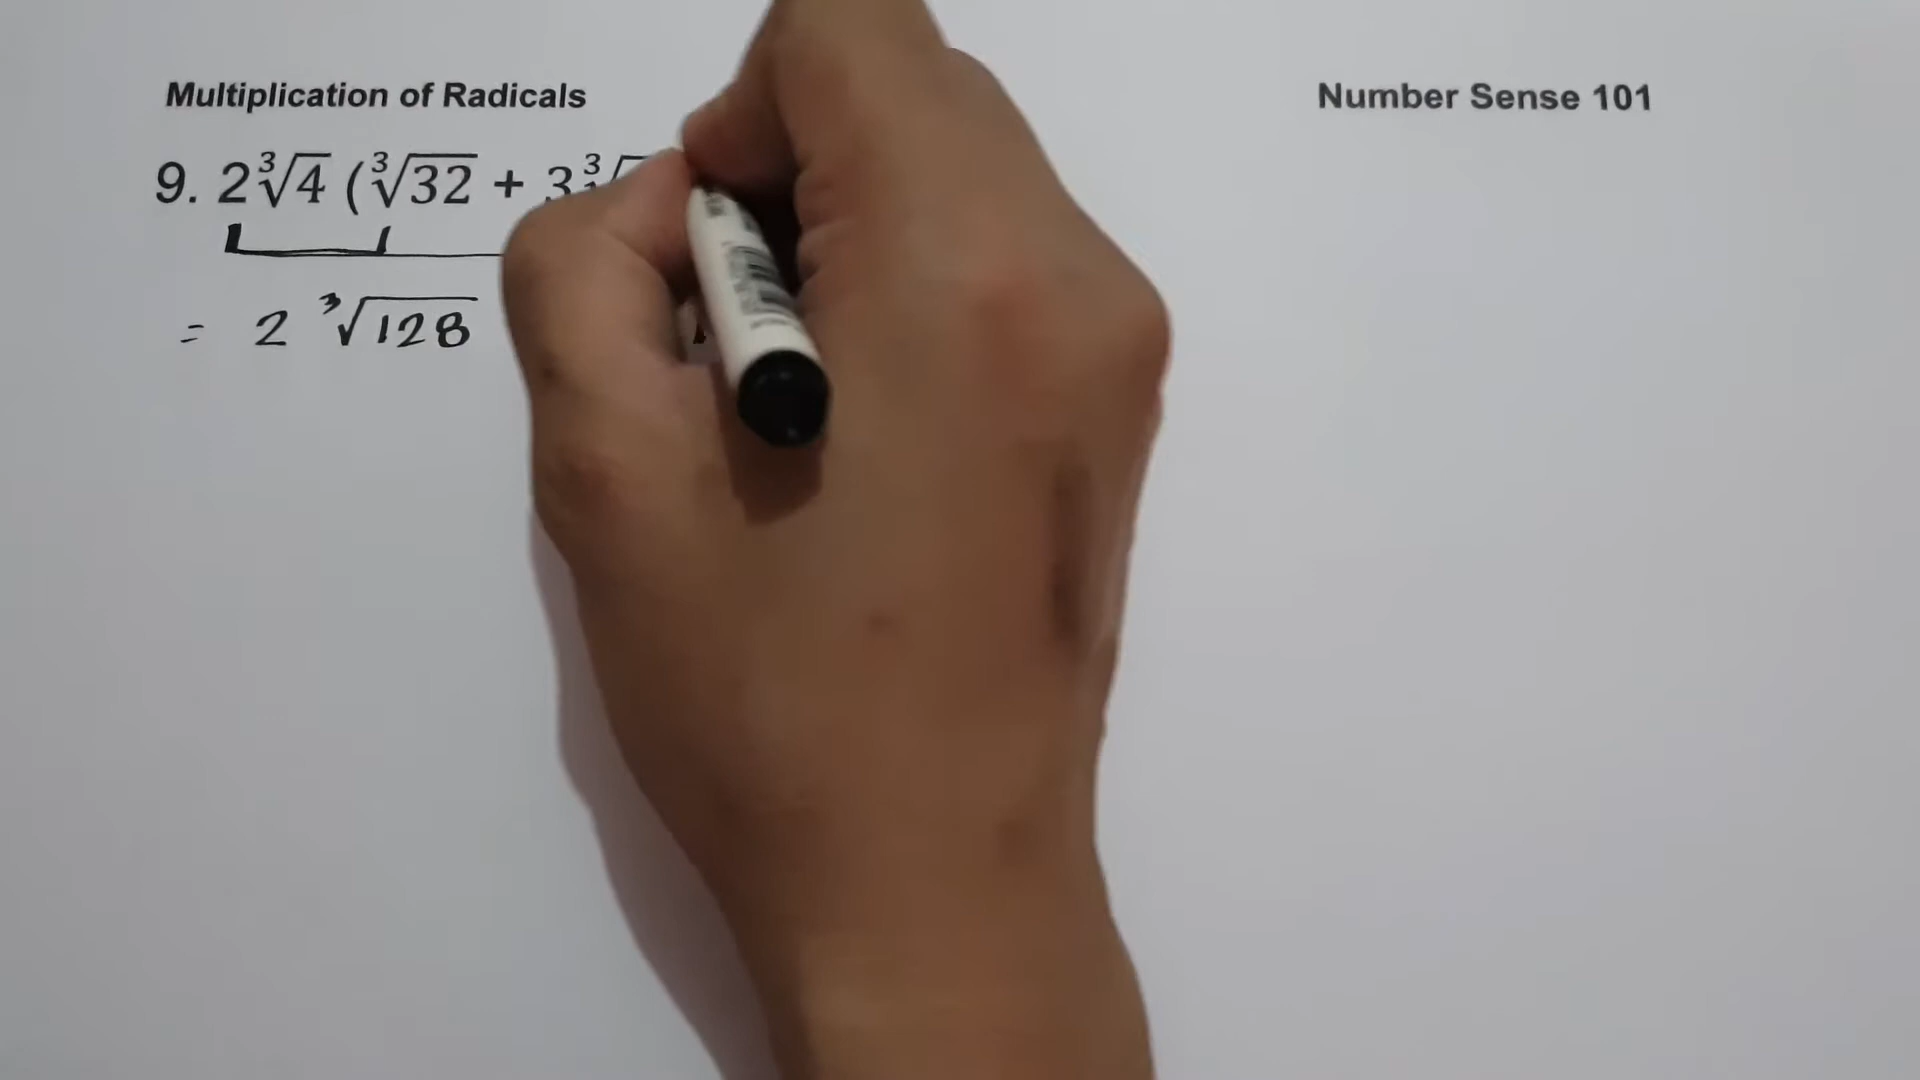 Multiplication of Radicals
Number Sense 101
9. 2∛4 (∛32 + 3∛
= 2 ∛128